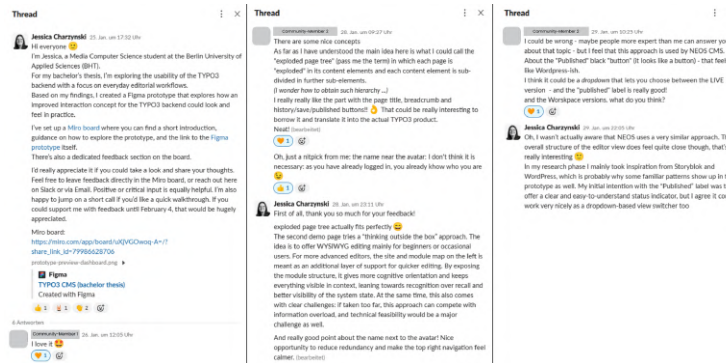 Thread
Jessica Charzynski 25. Jan. um 17:32 Uhr
Hi everyone
I'm Jessica, a Media Computer Science student at the Berlin University of
Applied Sciences (BHT).
For my bachelor's thesis, I'm exploring the usability of the TYPO3
backend with a focus on everyday editorial workflows.
Based on my findings, I created a Figma prototype that explores how an
improved interaction concept for the TYPO3 backend could look and
feel in practice.
I've set up a Miro board where you can find a short introduction,
guidance on how to explore the prototype, and the link to the Figma
prototype itself.
There's also a dedicated feedback section on the board.
I'd really appreciate it if you could take a look and share your thoughts.
Feel free to leave feedback directly in the Miro board, or reach out here
on Slack or via Email. Positive or critical input is equally helpful. I'm also
happy to jump on a short call if you'd like a quick walkthrough. If you
could support me with feedback until February 4, that would be hugely
appreciated.
Miro board:
share_link_id=79986628706
prototype-preview-dashboard.png
Figma
TYPO3 CMS (bachelor thesis)
Created with Figma
1
1
2
6 Antworten
Community-Member 1 26. Jan. um 12:05 Uhr
I love it
1
Thread
Community-Member 2 28. Jan. um 09:27 Uhr
There are some nice concepts
As far as I have understood the main idea here is what I could call the
"exploded page tree" (pass me the term) in which each page is
"exploded" in its content elements and each content element is sub-
divided in further sub-elements.
(I wonder how to obtain such hierarchy ...)
I really really like the part with the page title, breadcrumb and
history/save/published buttons!! That could be really interesting to
borrow it and translate it into the actual TYPO3 product.
Neat! (bearbeitet)
1
Oh, just a nitpick from me: the name near the avatar: I don't think it is
necessary: as you have already logged in, you already know who you are
1
Jessica Charzynski 28. Jan. um 23:11 Uhr
First of all, thank you so much for your feedback!
exploded page tree actually fits perfectly
The second demo page tries a "thinking outside the box" approach. The
idea is to offer WYSIWYG editing mainly for beginners or occasional
users. For more advanced editors, the site and module map on the left is
meant as an additional layer of support for quicker editing. By exposing
the module structure, it gives more cognitive orientation and keeps
everything visible in context, leaning towards recognition over recall and
better visibility of the system state. At the same time, this also comes
with clear challenges: if taken too far, this approach can compete with
information overload, and technical feasibility would be a major
challenge as well.
And really good point about the name next to the avatar! Nice
opportunity to reduce redundancy and make the top right navigation feel
calmer. (bearbeitet)
Thread
Community-Member 2 29. Jan. um 10:25 Uhr
I could be wrong - maybe people more expert than me can answer you
about that topic - but I feel that this approach is used by NEOS CMS.
About the "Published" black "button" (it looks like a button) - that feels
like Wordpress-ish.
I think it could be a dropdown that lets you choose between the LIVE
version - and the "published" label is really good!
and the Workspace versions. what do you think?
1
Jessica Charzynski 29. Jan. um 22:05 Uhr
Oh, I wasn't actually aware that NEOS uses a very similar approach. The
overall structure of the editor view does feel quite close though, that's
really interesting
In my research phase I mainly took inspiration from Storyblok and
WordPress, which is probably why some familiar patterns show up in the
prototype as well. My initial intention with the "Published" label was to
offer a clear and easy-to-understand status indicator, but I agree it could
work very nicely as a dropdown-based view switcher too